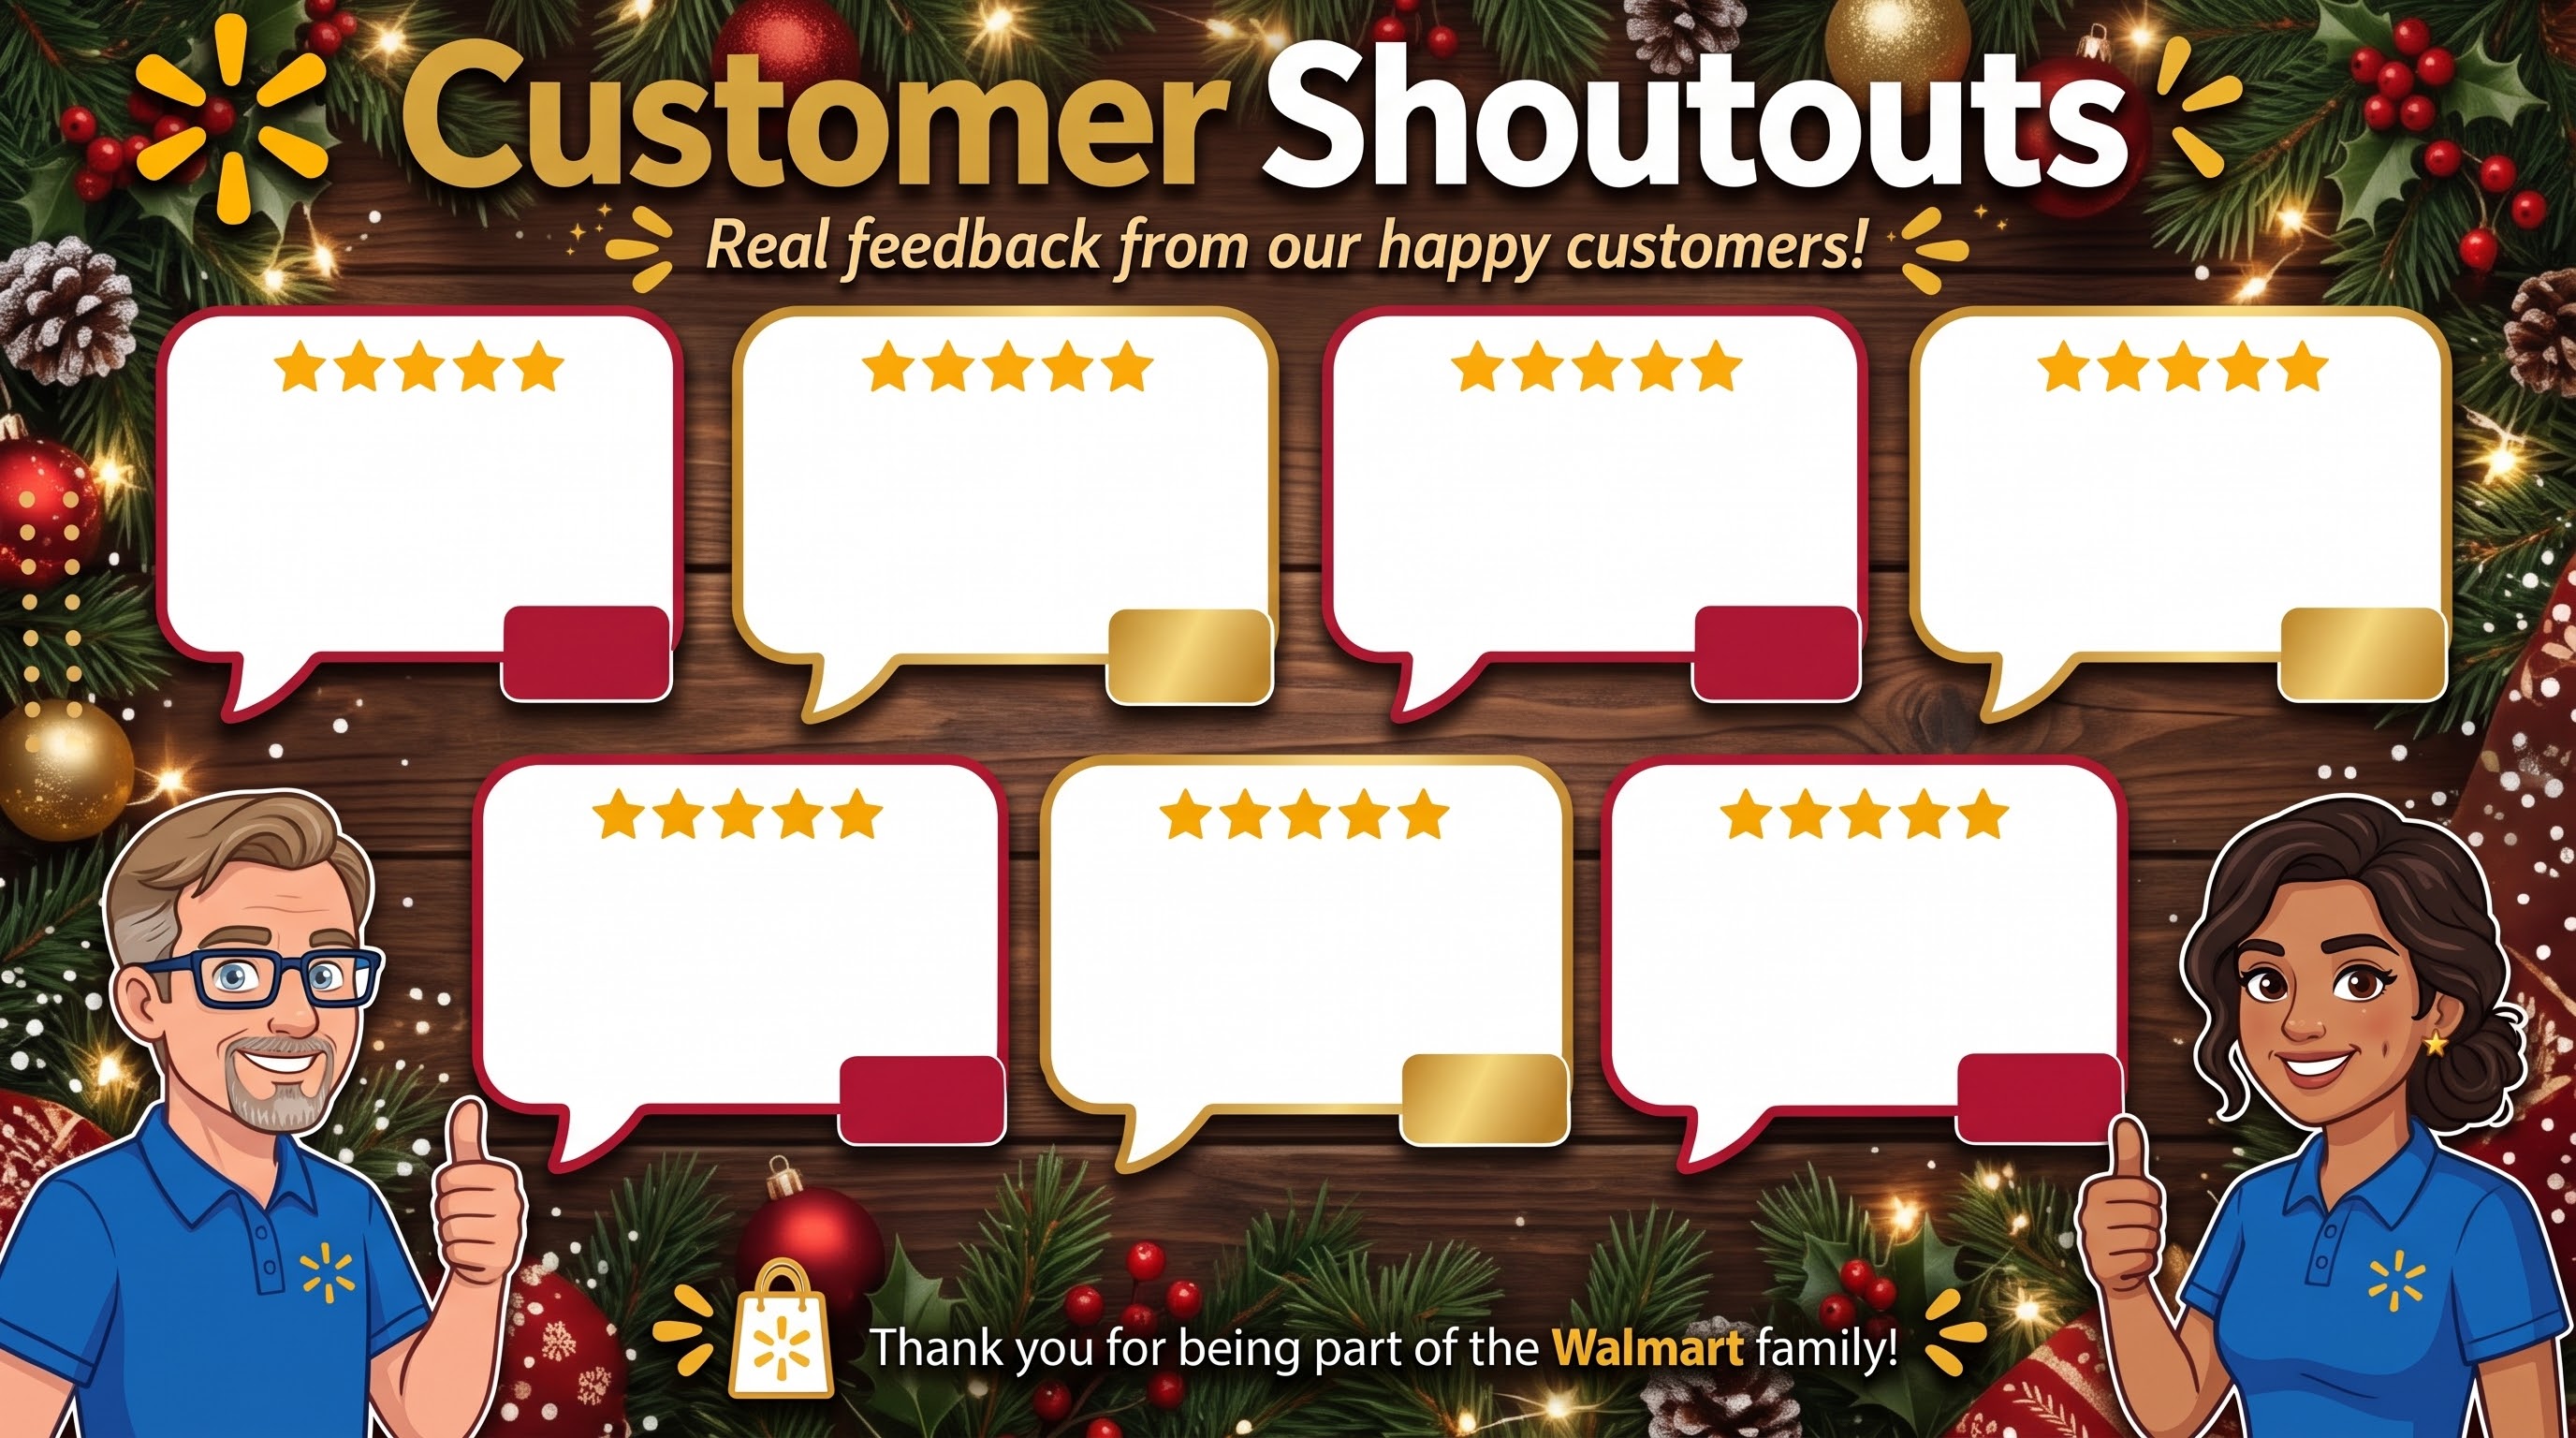 Customer Shoutouts
Real feedback from our happy customers!
Thank you for being part of the Walmart family!